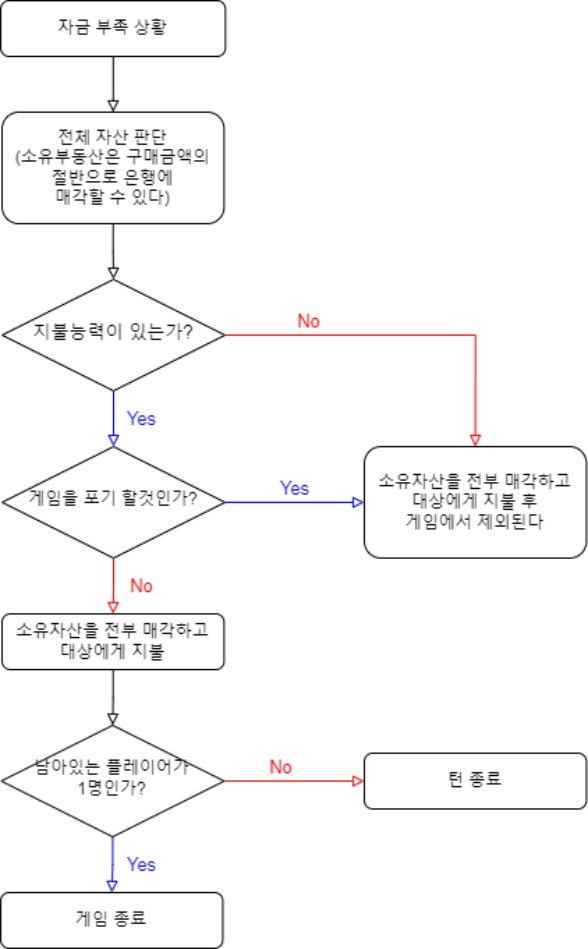 자금 부족 상황
전체 자산 판단
(소유부동산은 구매금액의
절반으로 은행에
매각할 수 있다)
지불능력이 있는가?
No
Yes
게임을 포기 할것인가?
Yes
소유자산을 전부 매각하고
대상에게 지불 후
게임에서 제외된다
No
소유자산을 전부 매각하고
대상에게 지불
남아있는 플레이어가
1명인가?
No
턴 종료
Yes
게임 종료